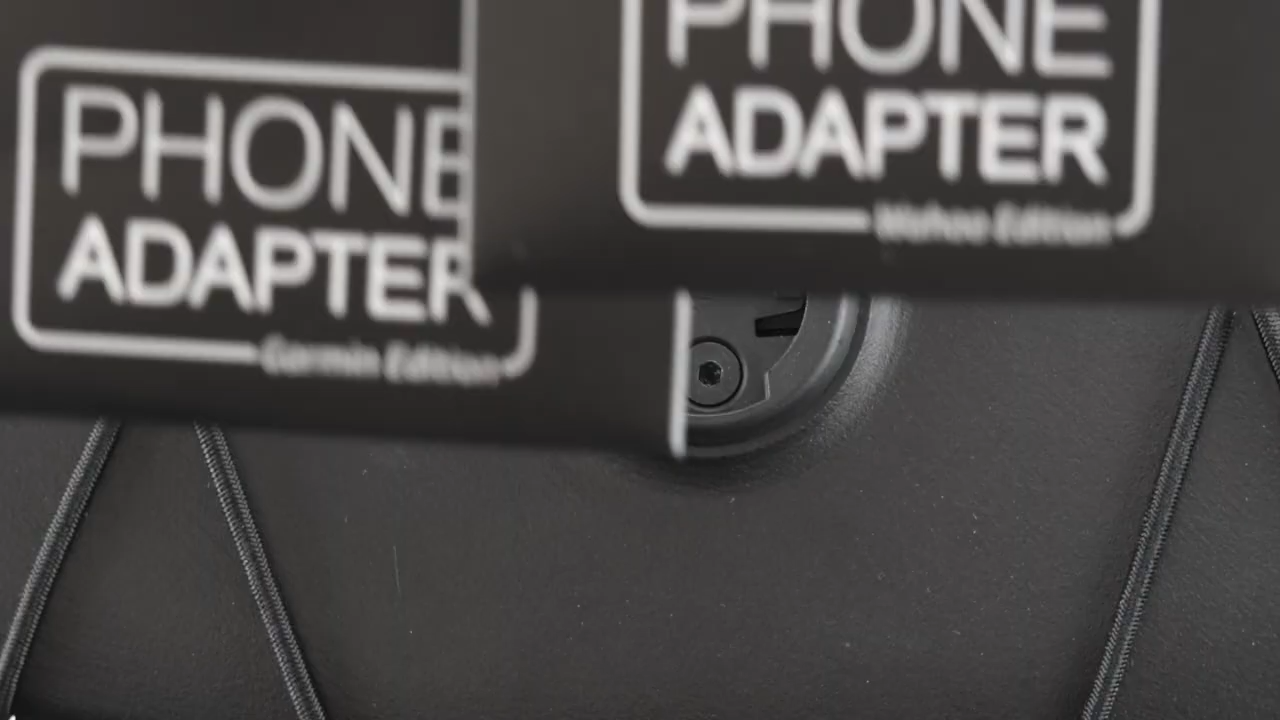 PHONE
ADAPTER
Garmin Edition
PHONE
ADAPTER
Wahoo Edition